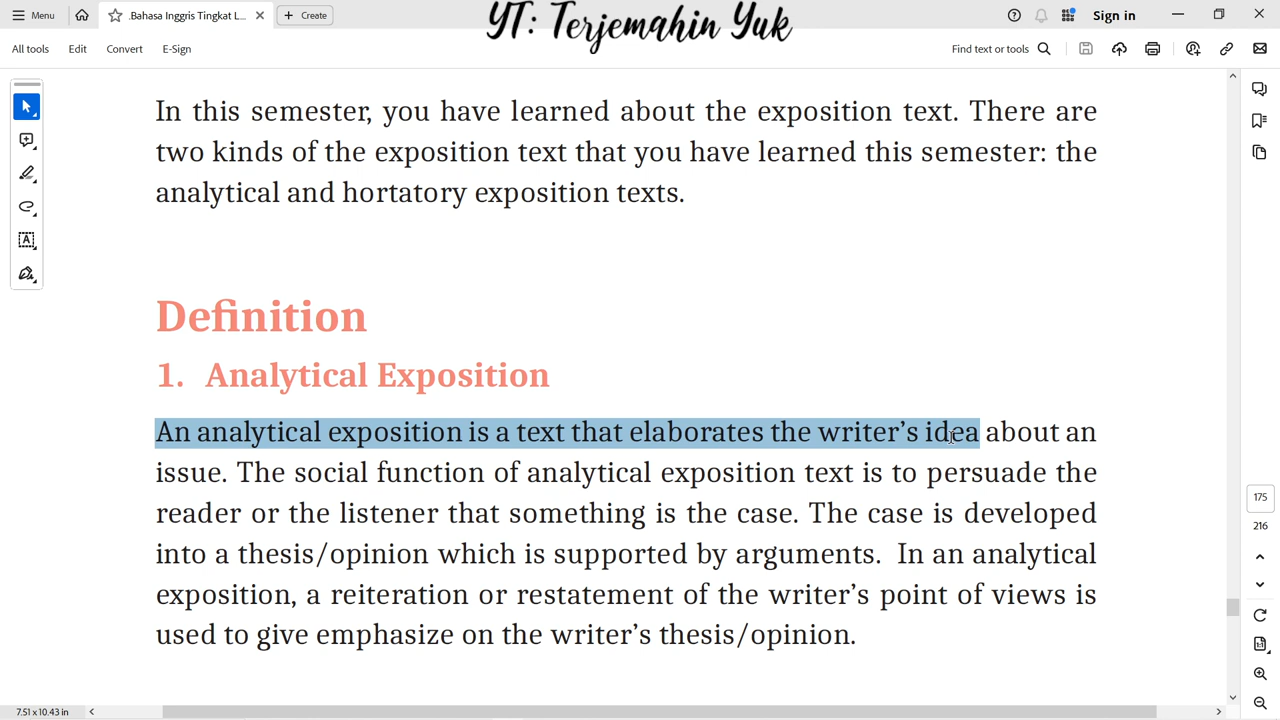 Menu
.Bahasa Inggris Tingkat L...
Create
YT: Terjemahin Yuk
Sign in
All tools
Edit
Convert
E-Sign
Find text or tools
In this semester, you have learned about the exposition text. There are
two kinds of the exposition text that you have learned this semester: the
analytical and hortatory exposition texts.
Definition
1. Analytical Exposition
An analytical exposition is a text that elaborates the writer’s idea about an
issue. The social function of analytical exposition text is to persuade the
reader or the listener that something is the case. The case is developed
into a thesis/opinion which is supported by arguments. In an analytical
exposition, a reiteration or restatement of the writer’s point of views is
used to give emphasize on the writer’s thesis/opinion.
175
216
7.51 x 10.43 in